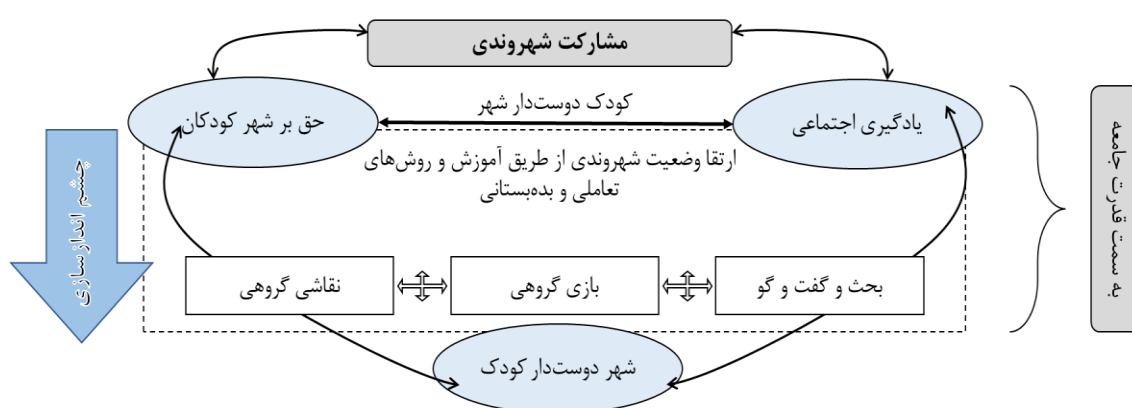 مشارکت شهروندی
یادگیری اجتماعی
کودک دوست‌دار شهر
حق بر شهر کودکان
ارتقا وضعیت شهروندی از طریق آموزش و روش‌های
تعاملی و بده‌بستانی
بحث و گفت و گو
بازی گروهی
نقاشی گروهی
شهر دوست‌دار کودک
به سمت قدرت جامعه
چشم انداز سازی